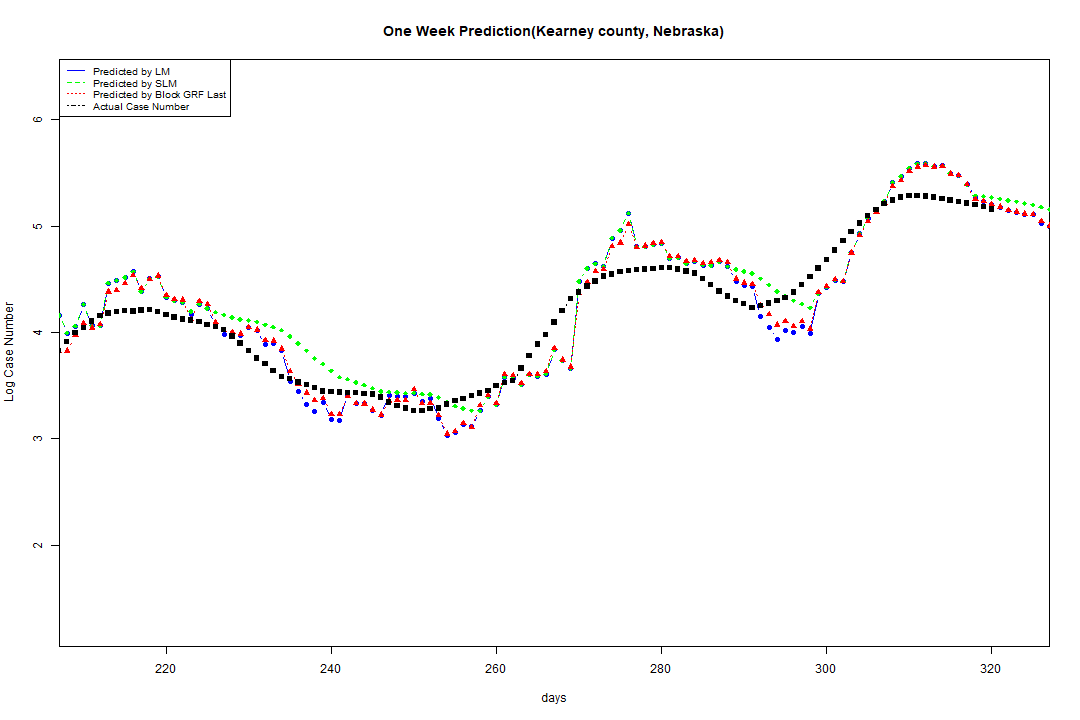 One Week Prediction(Kearney county, Nebraska)
Predicted by LM
Predicted by SLM
Predicted by Block GRF Last
Actual Case Number
Log Case Number
6
5
4
3
2
220
240
260
280
300
320
days